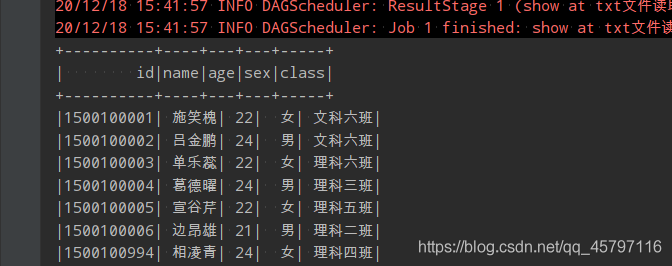 20/12/18 15:41:57 INFO DAGScheduler: ResultStage 1 (show at txt文件读
20/12/18 15:41:57 INFO DAGScheduler: Job 1 finished: show at txt文件读
+----------+----+---+---+-----+
|        id|name|age|sex|class|
+----------+----+---+---+-----+
|1500100001| 施笑槐| 22|  女| 文科六班|
|1500100002| 吕金鹏| 24|  男| 文科六班|
|1500100003| 单乐蕊| 22|  女| 理科六班|
|1500100004| 葛德曜| 24|  男| 理科三班|
|1500100005| 宣谷芹| 22|  女| 理科五班|
|1500100006| 边昂雄| 21|  男| 理科二班|
|1500100994| 相凌青| 24|  女| 理科四班|
https://blog.csdn.net/qq_45797116